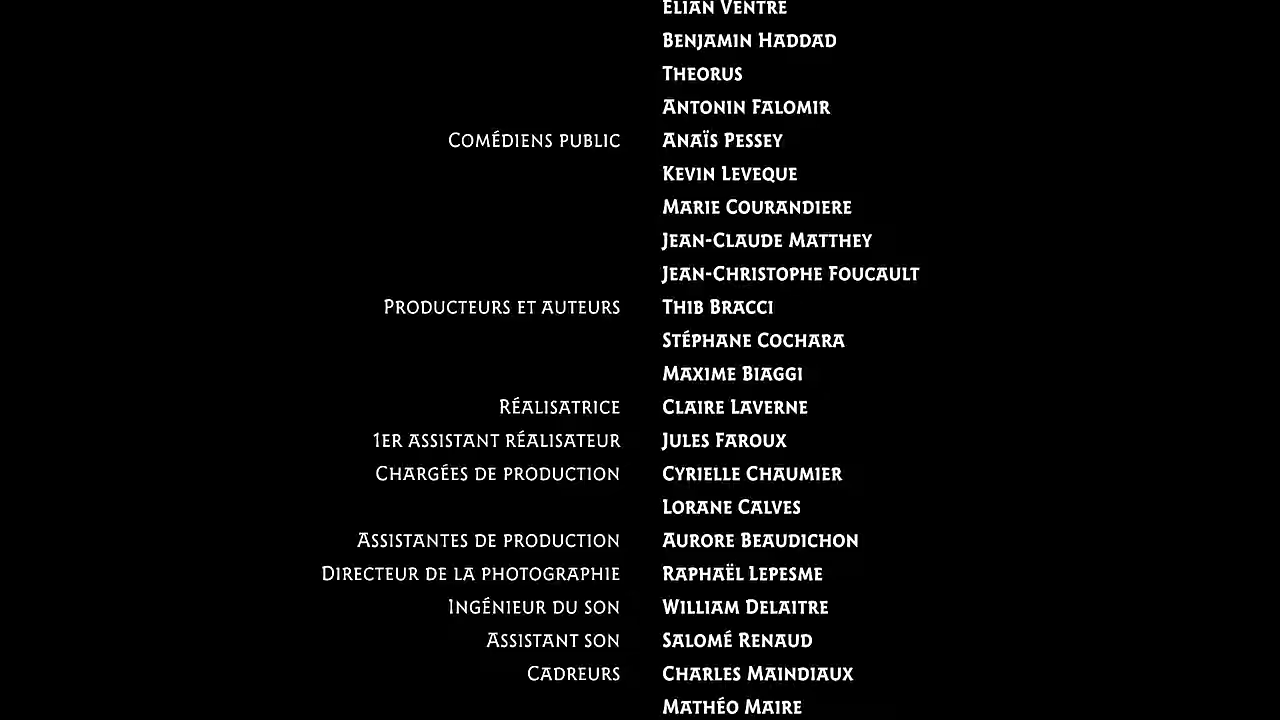 Elian Ventre
Benjamin Haddad
Theorus
Antonin Falomir
Comédiens public Anaïs Pessey
Kevin Leveque
Marie Courandiere
Jean-Claude Matthey
Jean-Christophe Foucault
Producteurs et auteurs Thib Bracci
Stéphane Cochara
Maxime Biaggi
Réalisatrice Claire Laverne
1er assistant réalisateur Jules Faroux
Chargées de production Cyrielle Chaumier
Lorane Calves
Assistantes de production Aurore Beaudichon
Directeur de la photographie Raphaël Lepesme
Ingénieur du son William Delaitre
Assistant son Salomé Renaud
Cadreurs Charles Maindiaux
Mathéo Maire